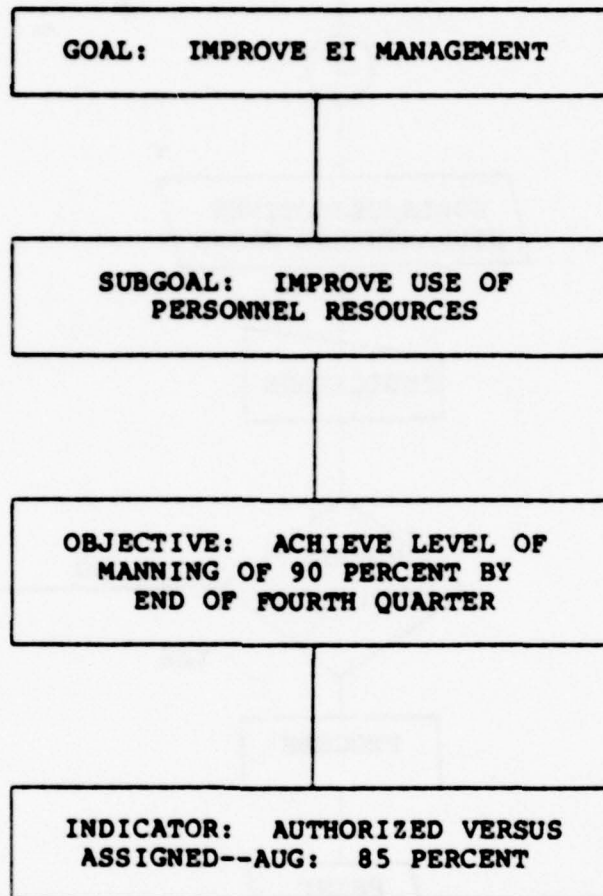 GOAL: IMPROVE EI MANAGEMENT
SUBGOAL: IMPROVE USE OF
PERSONNEL RESOURCES
OBJECTIVE: ACHIEVE LEVEL OF
MANNING OF 90 PERCENT BY
END OF FOURTH QUARTER
INDICATOR: AUTHORIZED VERSUS
ASSIGNED--AUG: 85 PERCENT